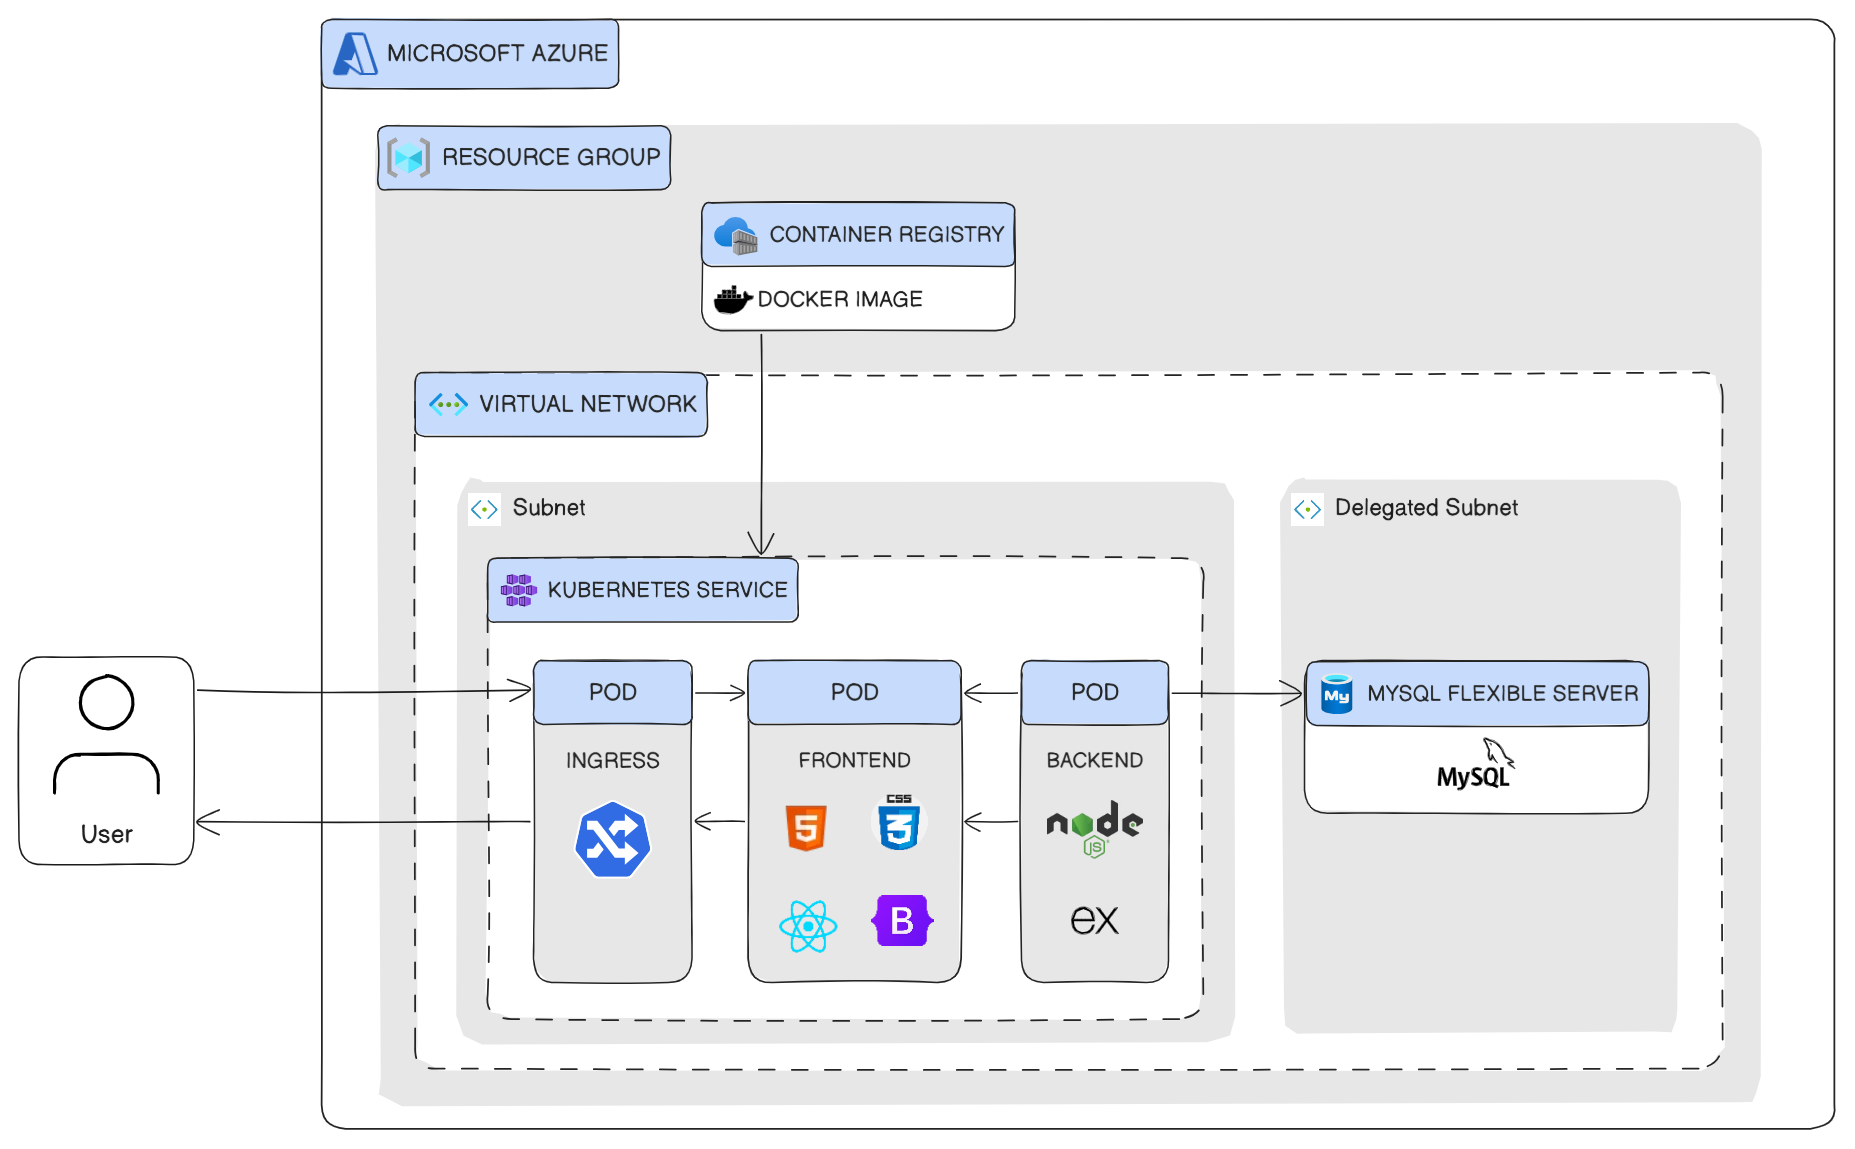 MICROSOFT AZURE
RESOURCE GROUP
CONTAINER REGISTRY
DOCKER IMAGE
VIRTUAL NETWORK
Subnet
Delegated Subnet
KUBERNETES SERVICE
POD
POD
POD
My
MYSQL FLEXIBLE SERVER
INGRESS
FRONTEND
BACKEND
MySQL
5
CSS
3
node
JS
User
B
ex